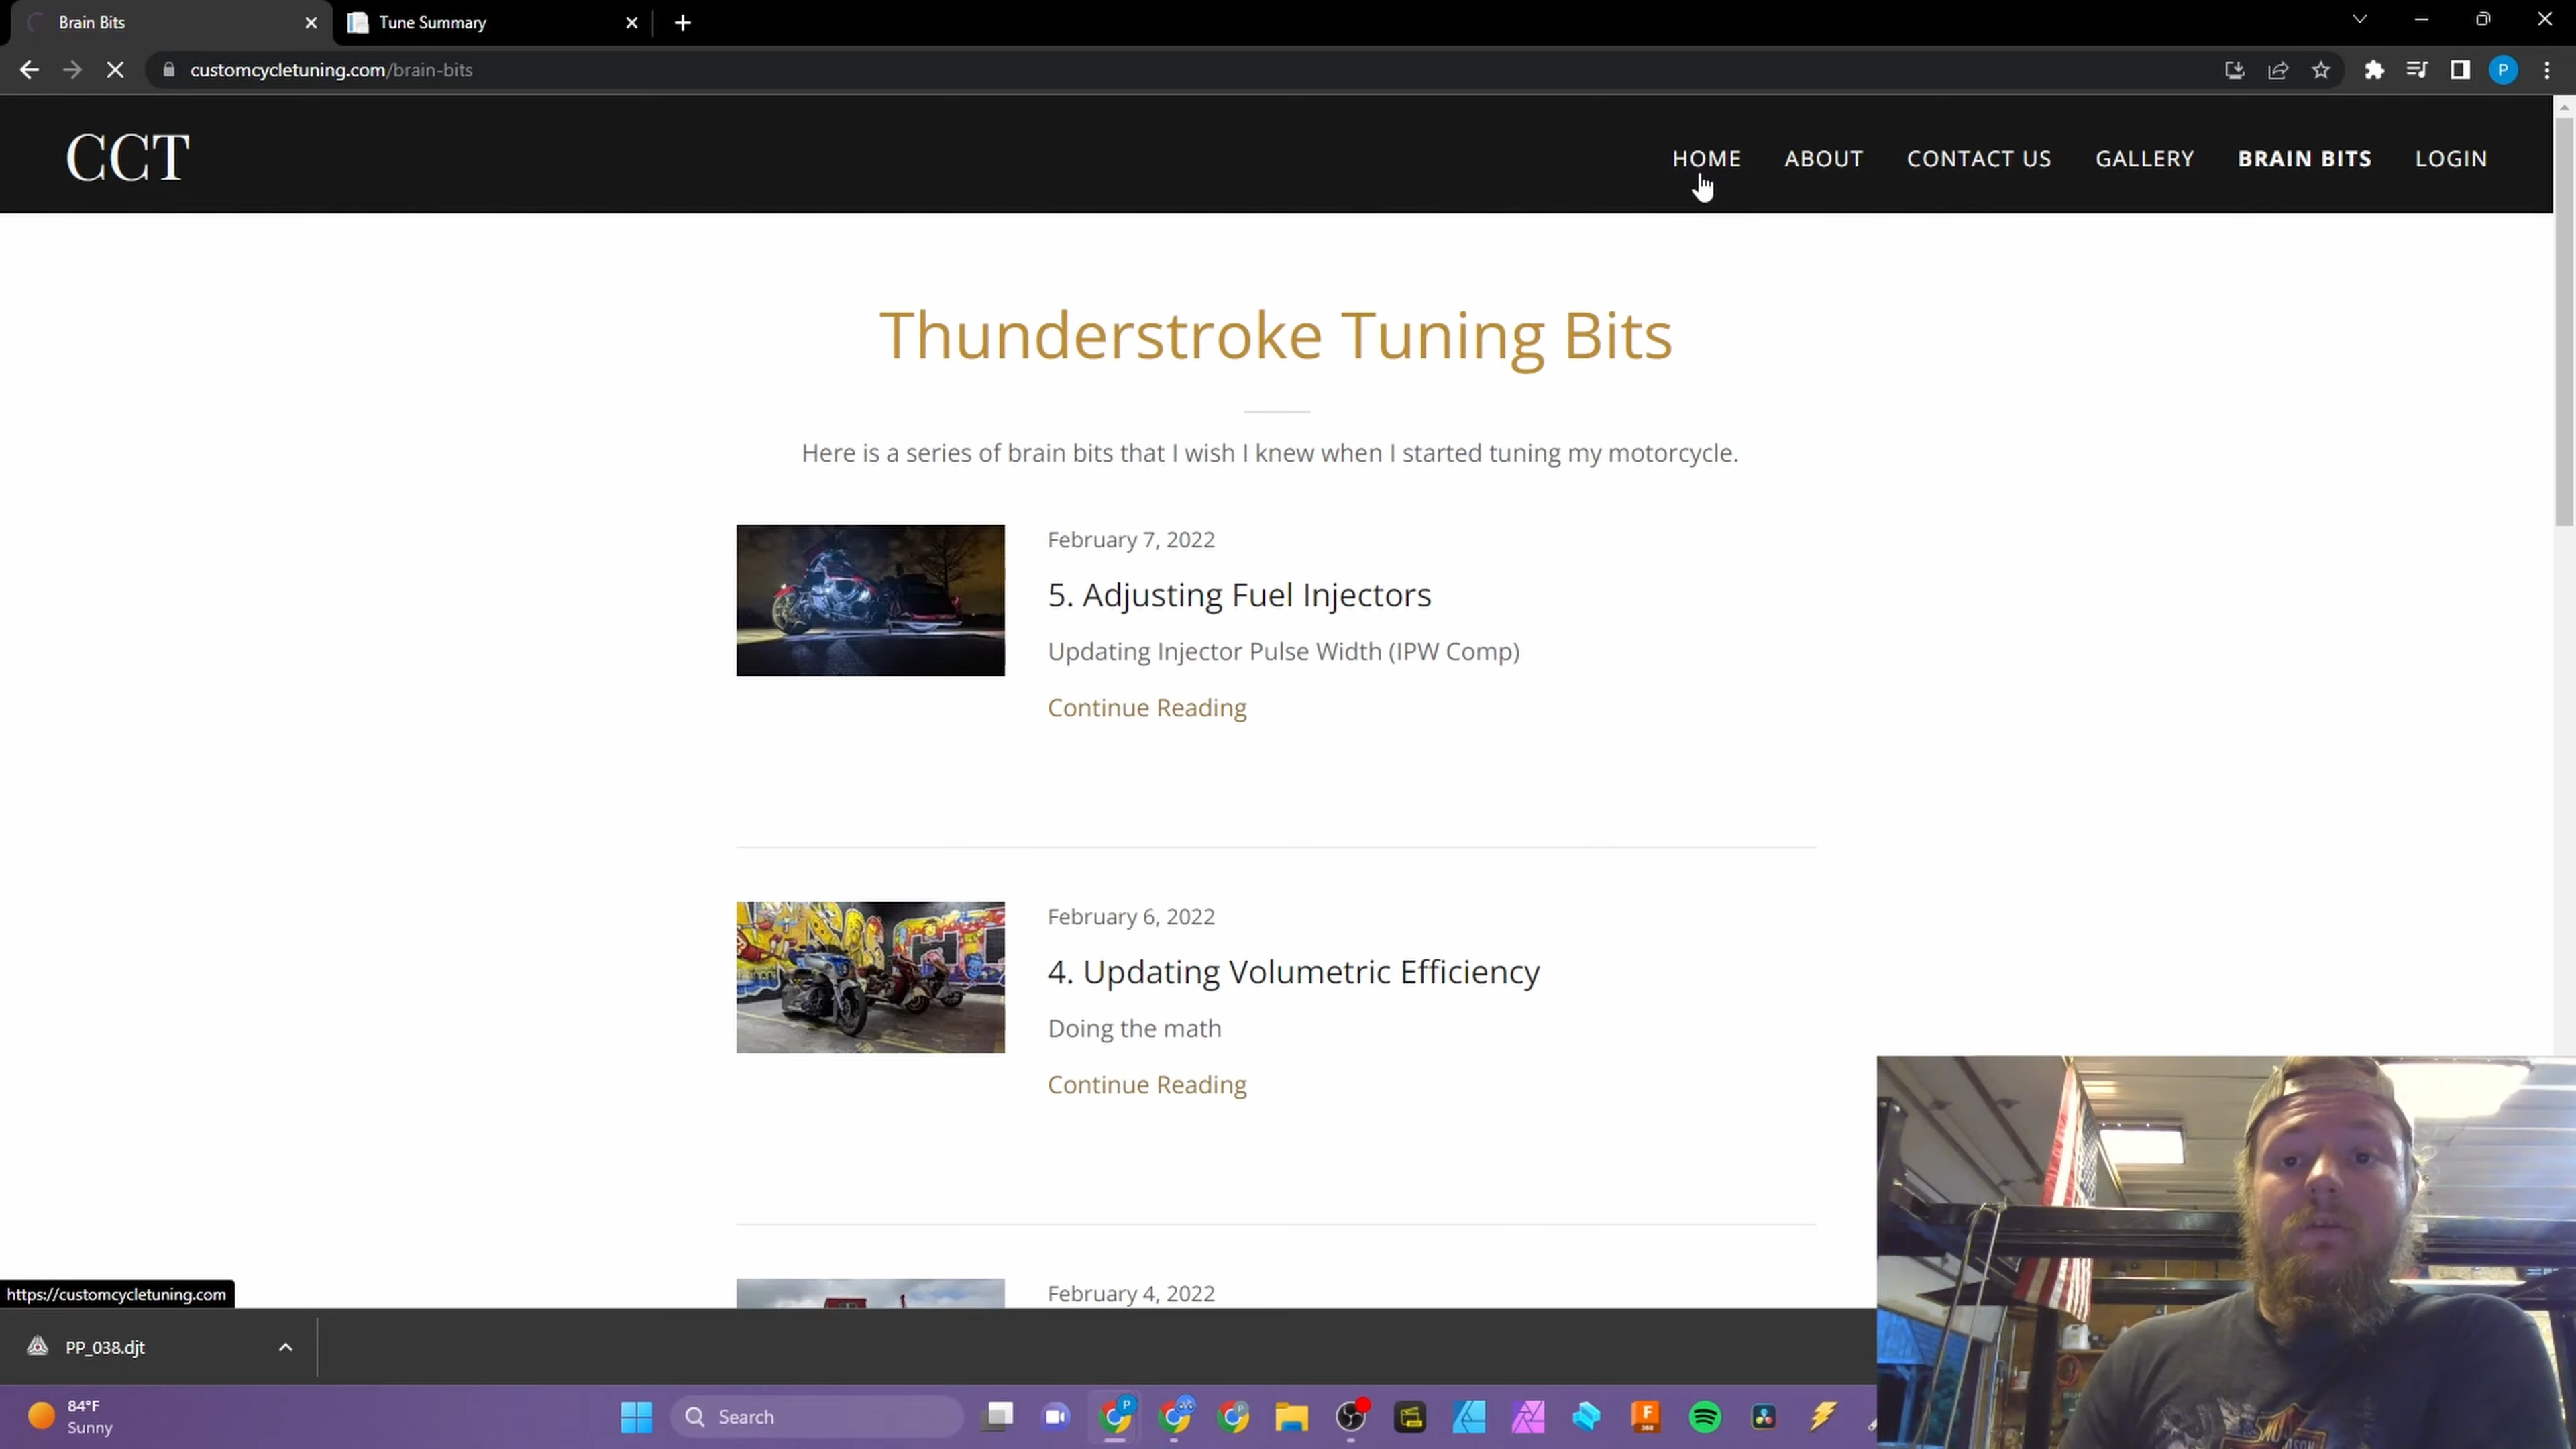 Brain Bits
Tune Summary
customcycletuning.com/brain-bits
P
CCT
HOME
ABOUT
CONTACT US
GALLERY
BRAIN BITS
LOGIN
Thunderstroke Tuning Bits
Here is a series of brain bits that I wish I knew when I started tuning my motorcycle.
February 7, 2022
5. Adjusting Fuel Injectors
Updating Injector Pulse Width (IPW Comp)
Continue Reading
February 6, 2022
4. Updating Volumetric Efficiency
Doing the math
Continue Reading
February 4, 2022
https://customcycletuning.com
PP_038.djt
84°F
Sunny
Search